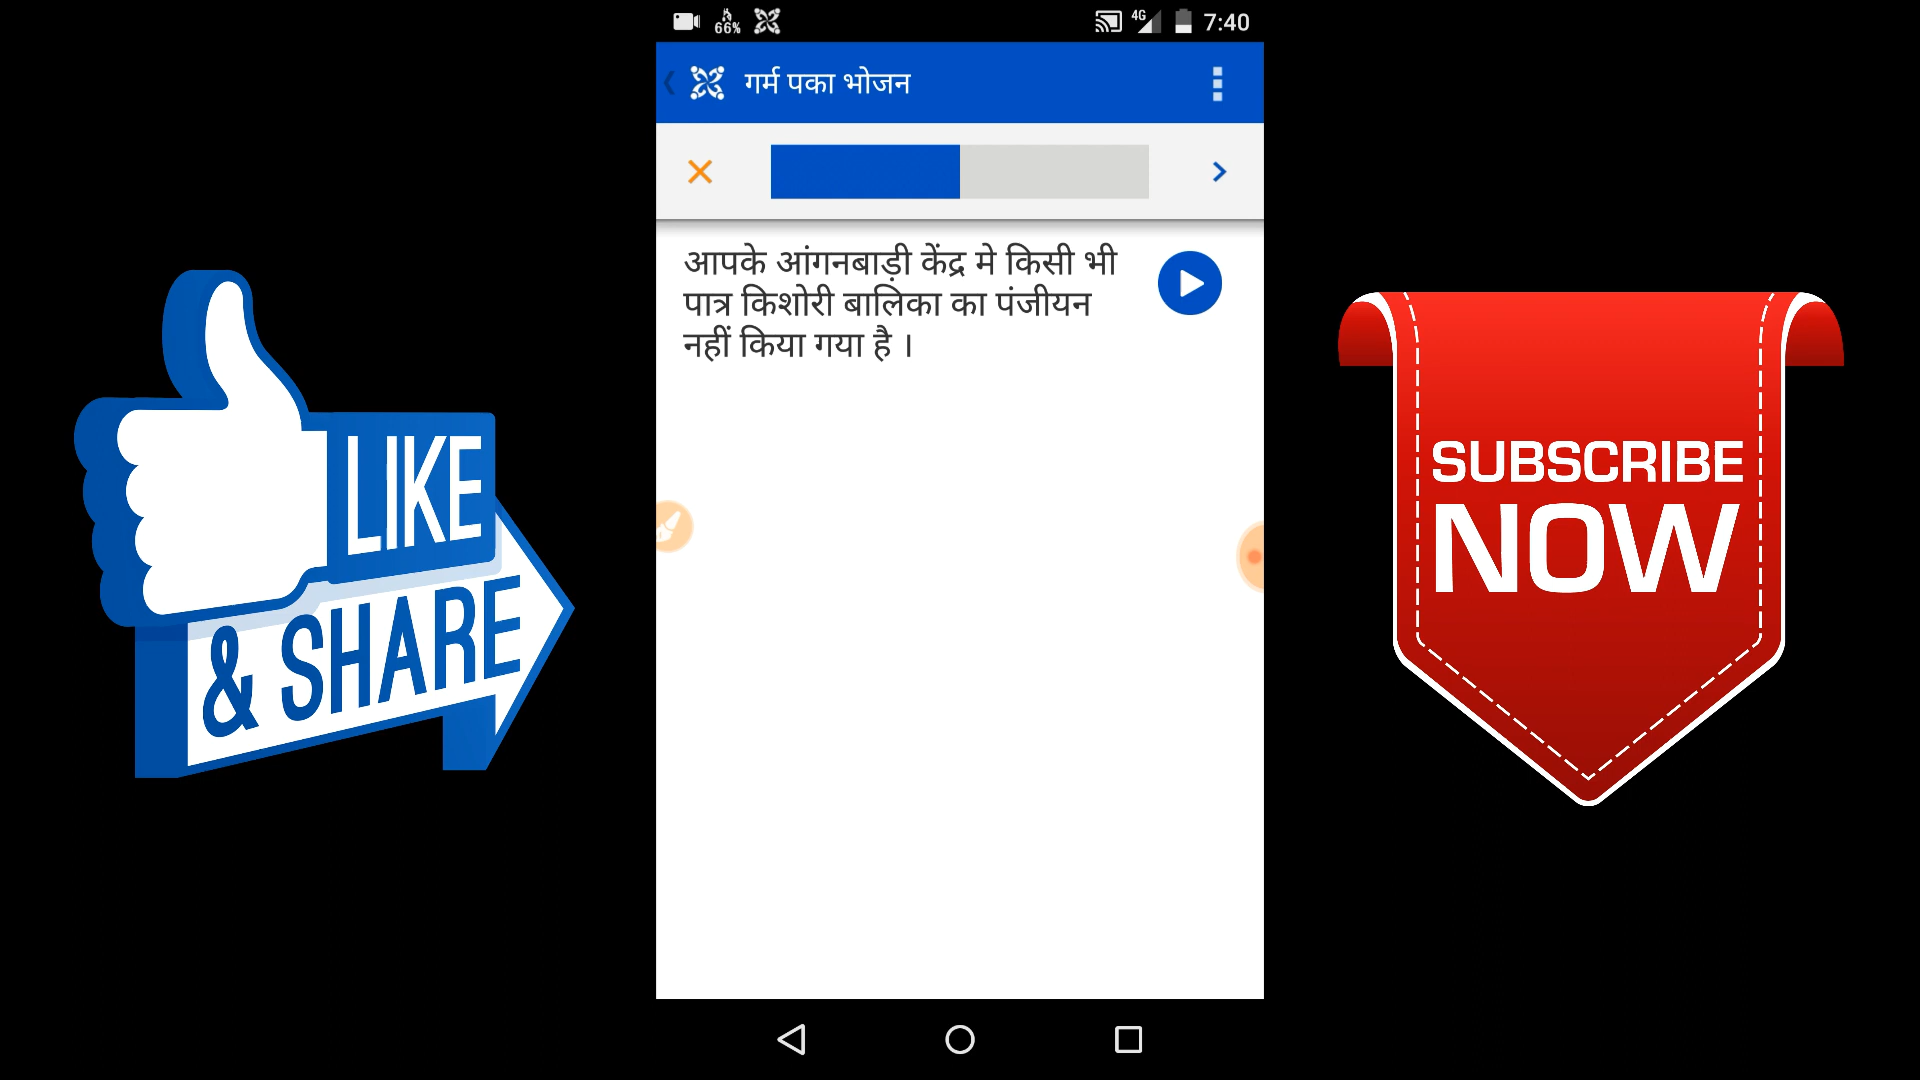 66%
4G
7:40
गर्म पका भोजन
आपके आंगनबाड़ी केंद्र मे किसी भी
पात्र किशोरी बालिका का पंजीयन
नहीं किया गया है ।
LIKE
& SHARE
SUBSCRIBE
NOW